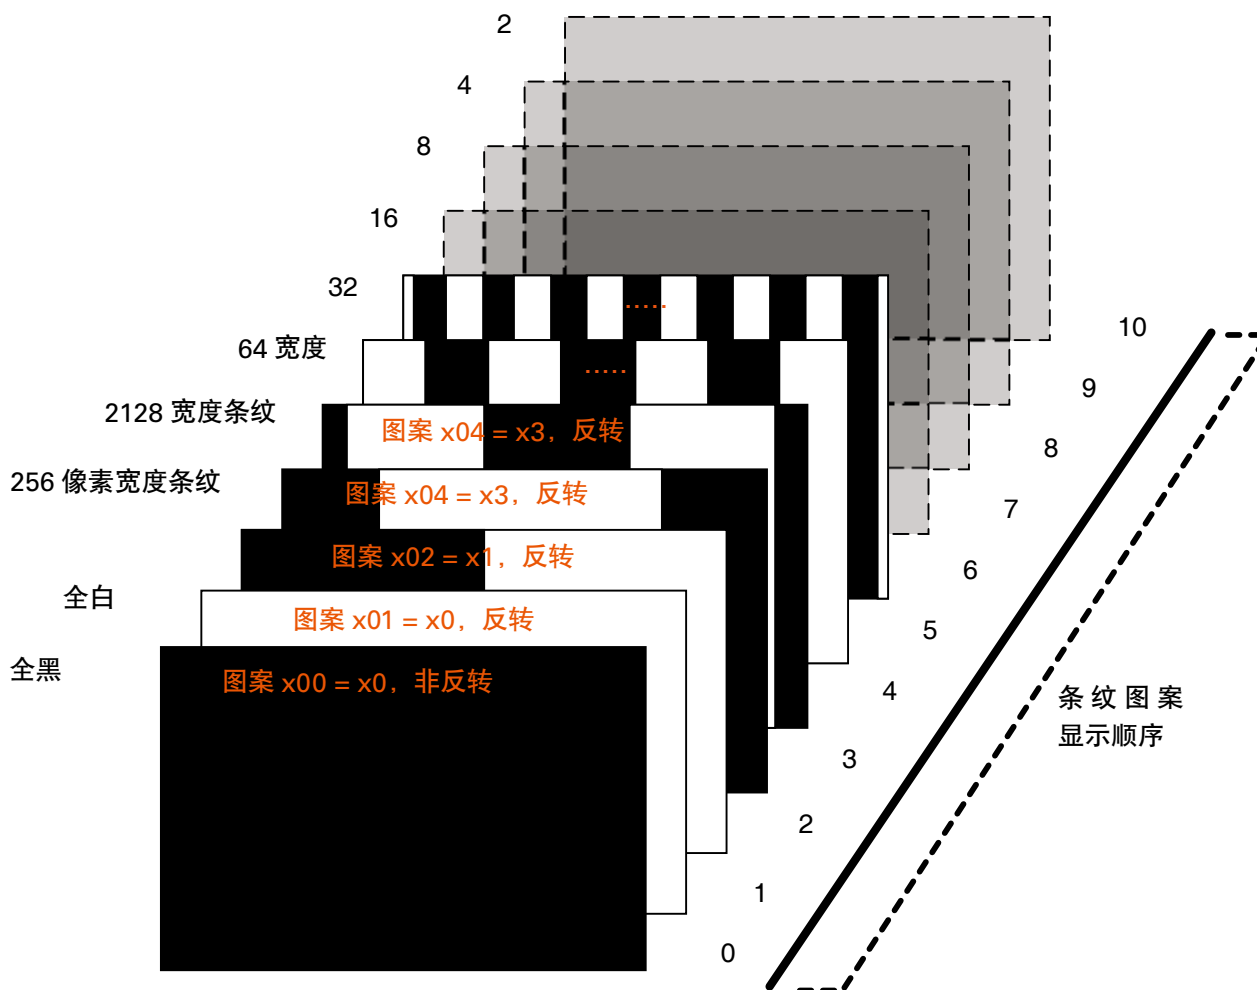 2
4
8
16
32
64 宽度
2128 宽度条纹
256 像素宽度条纹
全白
全黑
.....
.....
图案 x04 = x3，反转
图案 x04 = x3，反转
图案 x02 = x1，反转
图案 x01 = x0，反转
图案 x00 = x0，非反转
10
9
8
7
6
5
4
3
2
1
0
条 纹 图 案
显示顺序